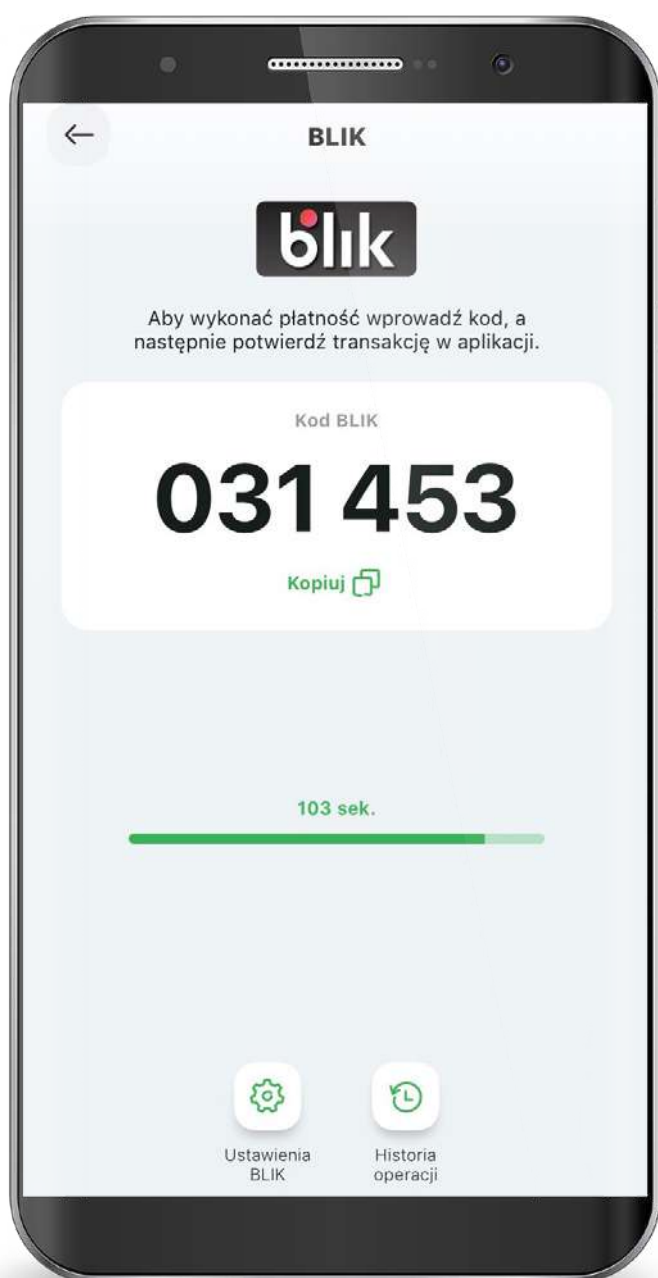 BLIK
blik
Aby wykonać płatność wprowadź kod, a
następnie potwierdź transakcję w aplikacji.
Kod BLIK
031 453
Kopiuj
103 sek.
Ustawienia
BLIK
Historia
operacji